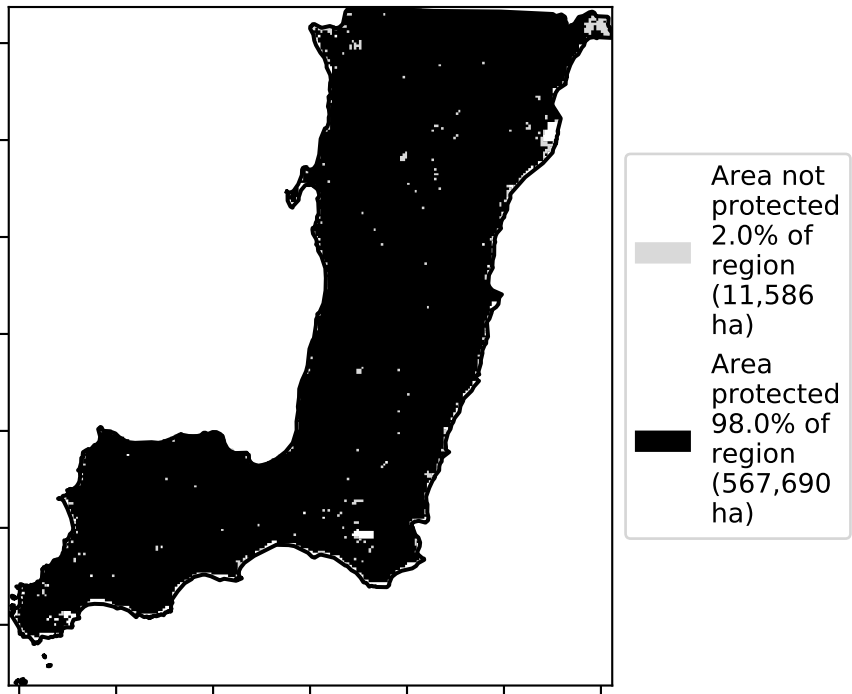 Area not
protected
2.0% of
region
(11,586
ha)
Area
protected
98.0% of
region
(567,690
ha)